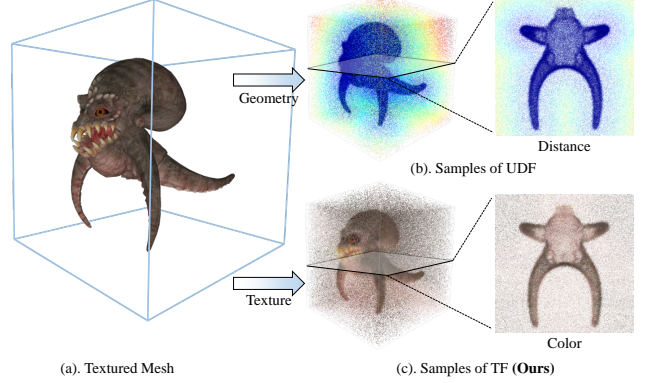 Geometry
Distance
(b). Samples of UDF
Texture
Color
(a). Textured Mesh
(c). Samples of TF (Ours)